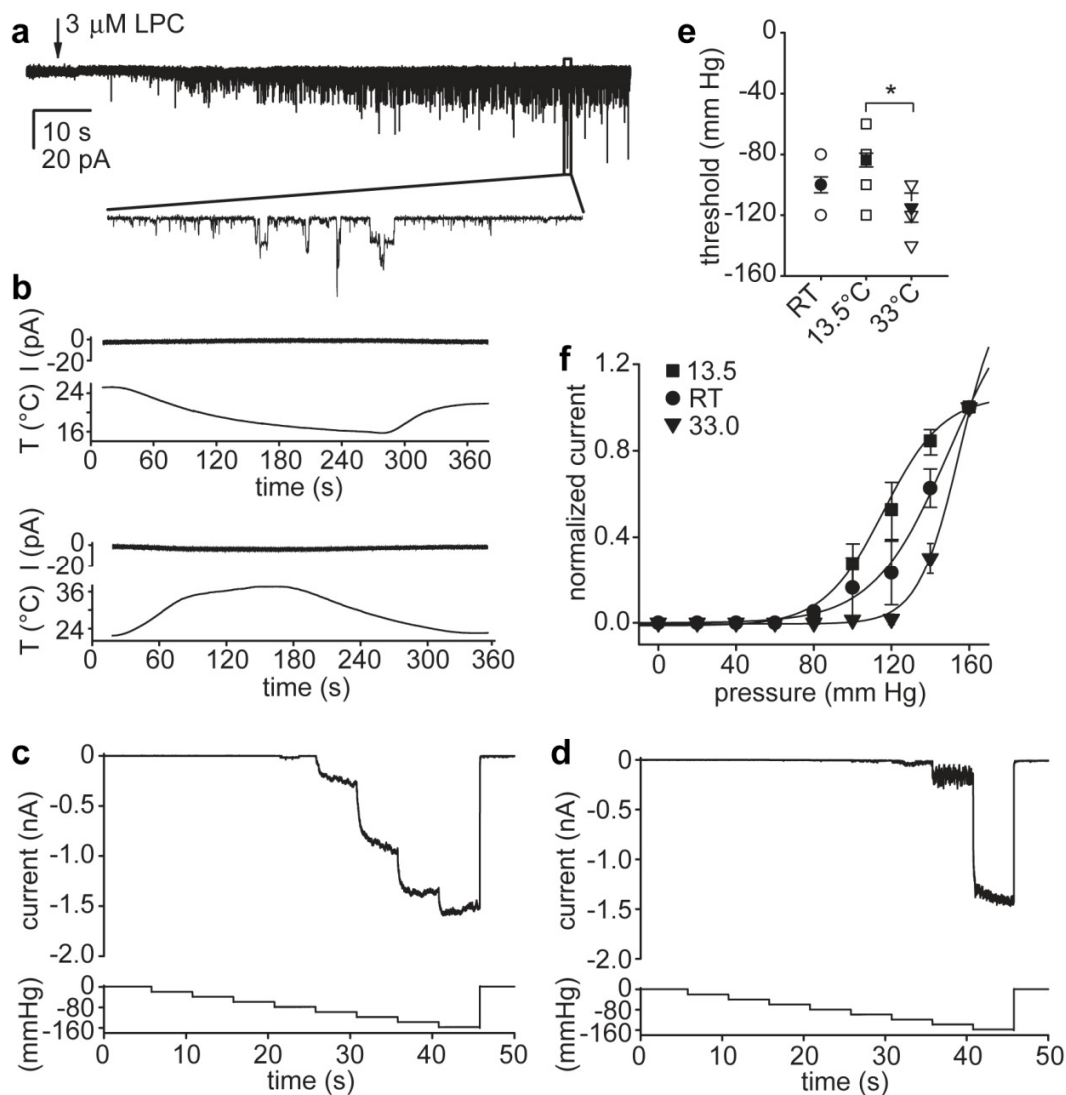 a
3 μM LPC
10 s
20 pA
b
I (pA)
0
-20
T (°C)
24
16
0 60 120 180 240 300 360
time (s)
I (pA)
0
-20
T (°C)
36
24
0 60 120 180 240 300 360
time (s)
e
threshold (mm Hg)
0
-40
-80
-120
-160
*
RT
13.5°C
33°C
f
normalized current
1.2
0.8
0.4
0.0
13.5
RT
33.0
0 40 80 120 160
pressure (mm Hg)
c
current (nA)
0
-0.5
-1.0
-1.5
-2.0
(mmHg)
0
-80
-160
0 10 20 30 40 50
time (s)
d
current (nA)
0
-0.5
-1.0
-1.5
-2.0
(mmHg)
0
-80
-160
0 10 20 30 40 50
time (s)